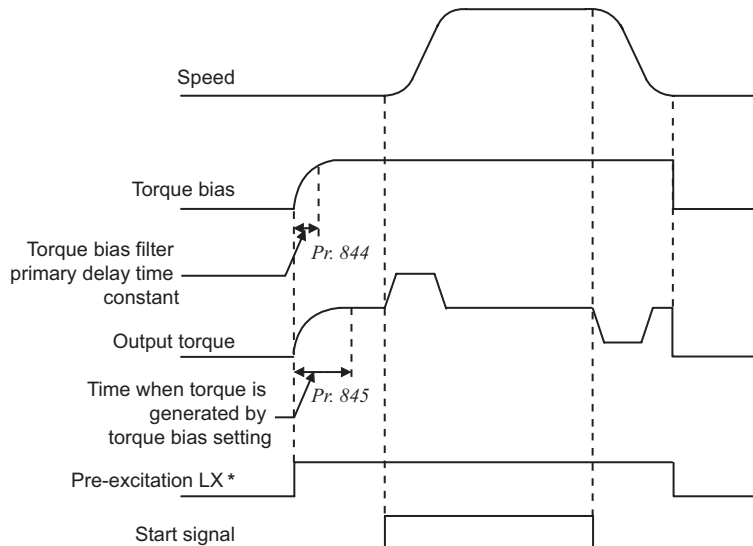 Speed
Torque bias
Torque bias filter
primary delay time
constant
Pr. 844
Output torque
Time when torque is
generated by
torque bias setting
Pr. 845
Pre-excitation LX *
Start signal